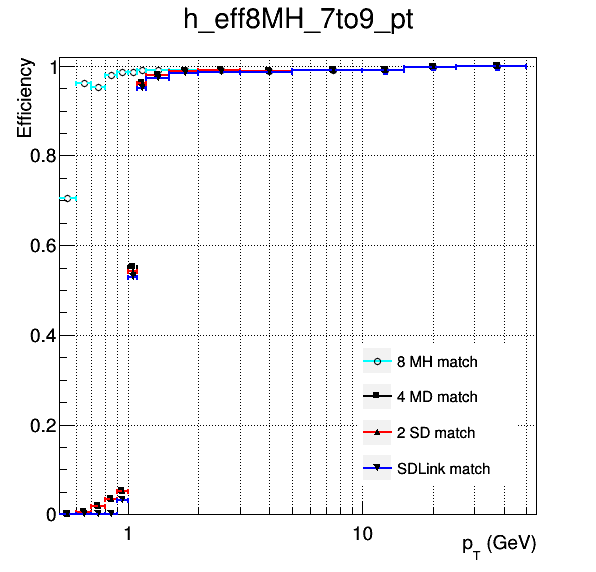 h_eff8MH_7to9_pt
Efficiency
1
0.8
0.6
0.4
0.2
0
8 MH match
4 MD match
2 SD match
SDLink match
1
10
p_T (GeV)